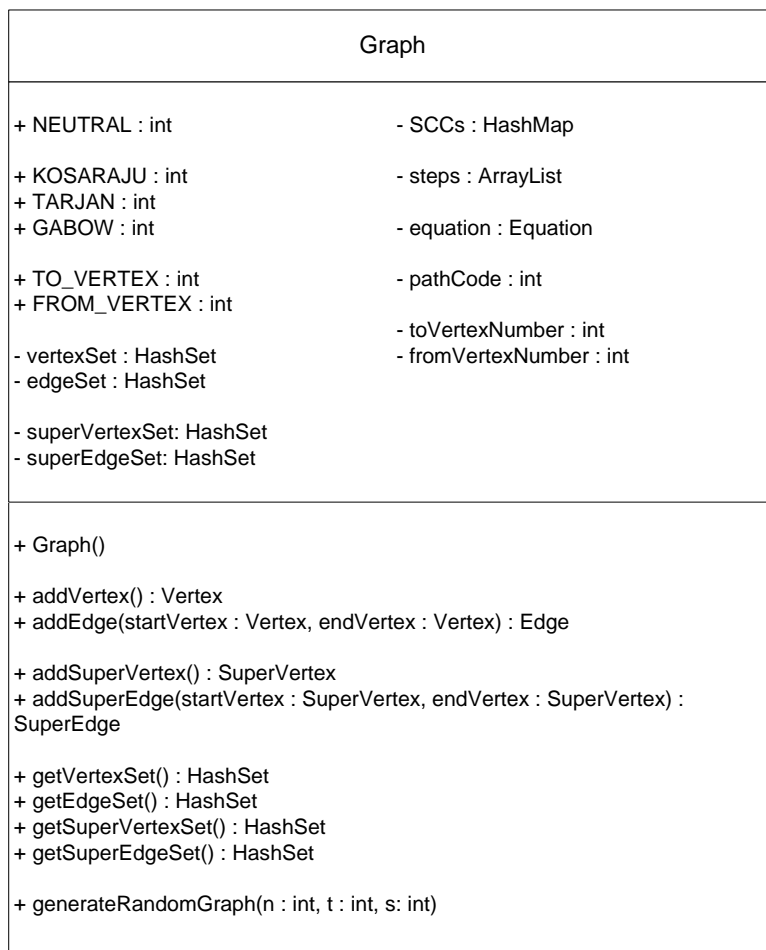 Graph
+ NEUTRAL : int
+ KOSARAJU : int
+ TARJAN : int
+ GABOW : int
+ TO_VERTEX : int
+ FROM_VERTEX : int
- vertexSet : HashSet
- edgeSet : HashSet
- superVertexSet: HashSet
- superEdgeSet: HashSet
- SCCs : HashMap
- steps : ArrayList
- equation : Equation
- pathCode : int
- toVertexNumber : int
- fromVertexNumber : int
+ Graph()
+ addVertex() : Vertex
+ addEdge(startVertex : Vertex, endVertex : Vertex) : Edge
+ addSuperVertex() : SuperVertex
+ addSuperEdge(startVertex : SuperVertex, endVertex : SuperVertex) :
SuperEdge
+ getVertexSet() : HashSet
+ getEdgeSet() : HashSet
+ getSuperVertexSet() : HashSet
+ getSuperEdgeSet() : HashSet
+ generateRandomGraph(n : int, t : int, s: int)